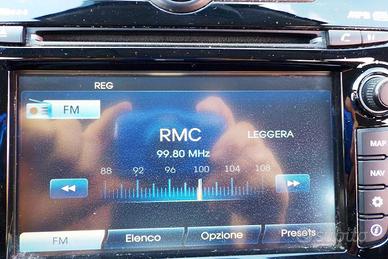 REG
FM
RMC
LEGGERA
99.80 MHz
88 92 96 100 104 108
FM
Elenco
Opzione
Presets
MAP
NAV